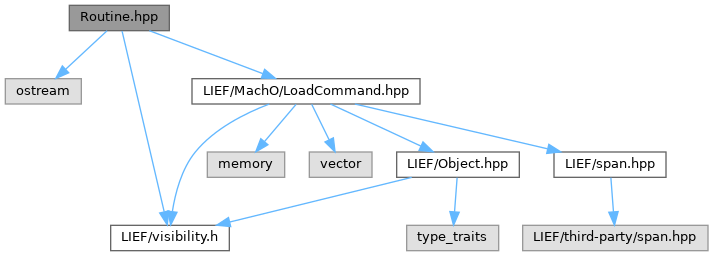 Routine.hpp
ostream
LIEF/MachO/LoadCommand.hpp
memory
vector
LIEF/Object.hpp
LIEF/span.hpp
LIEF/visibility.h
type_traits
LIEF/third-party/span.hpp